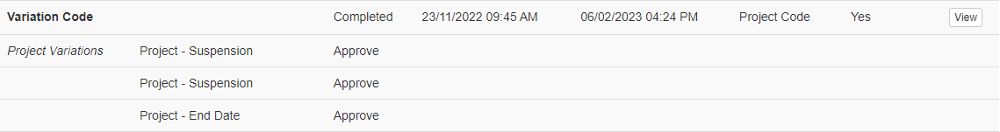 Variation Code Completed 23/11/2022 09:45 AM 06/02/2023 04:24 PM Project Code Yes View
Project Variations Project - Suspension Approve
Project - Suspension Approve
Project - End Date Approve